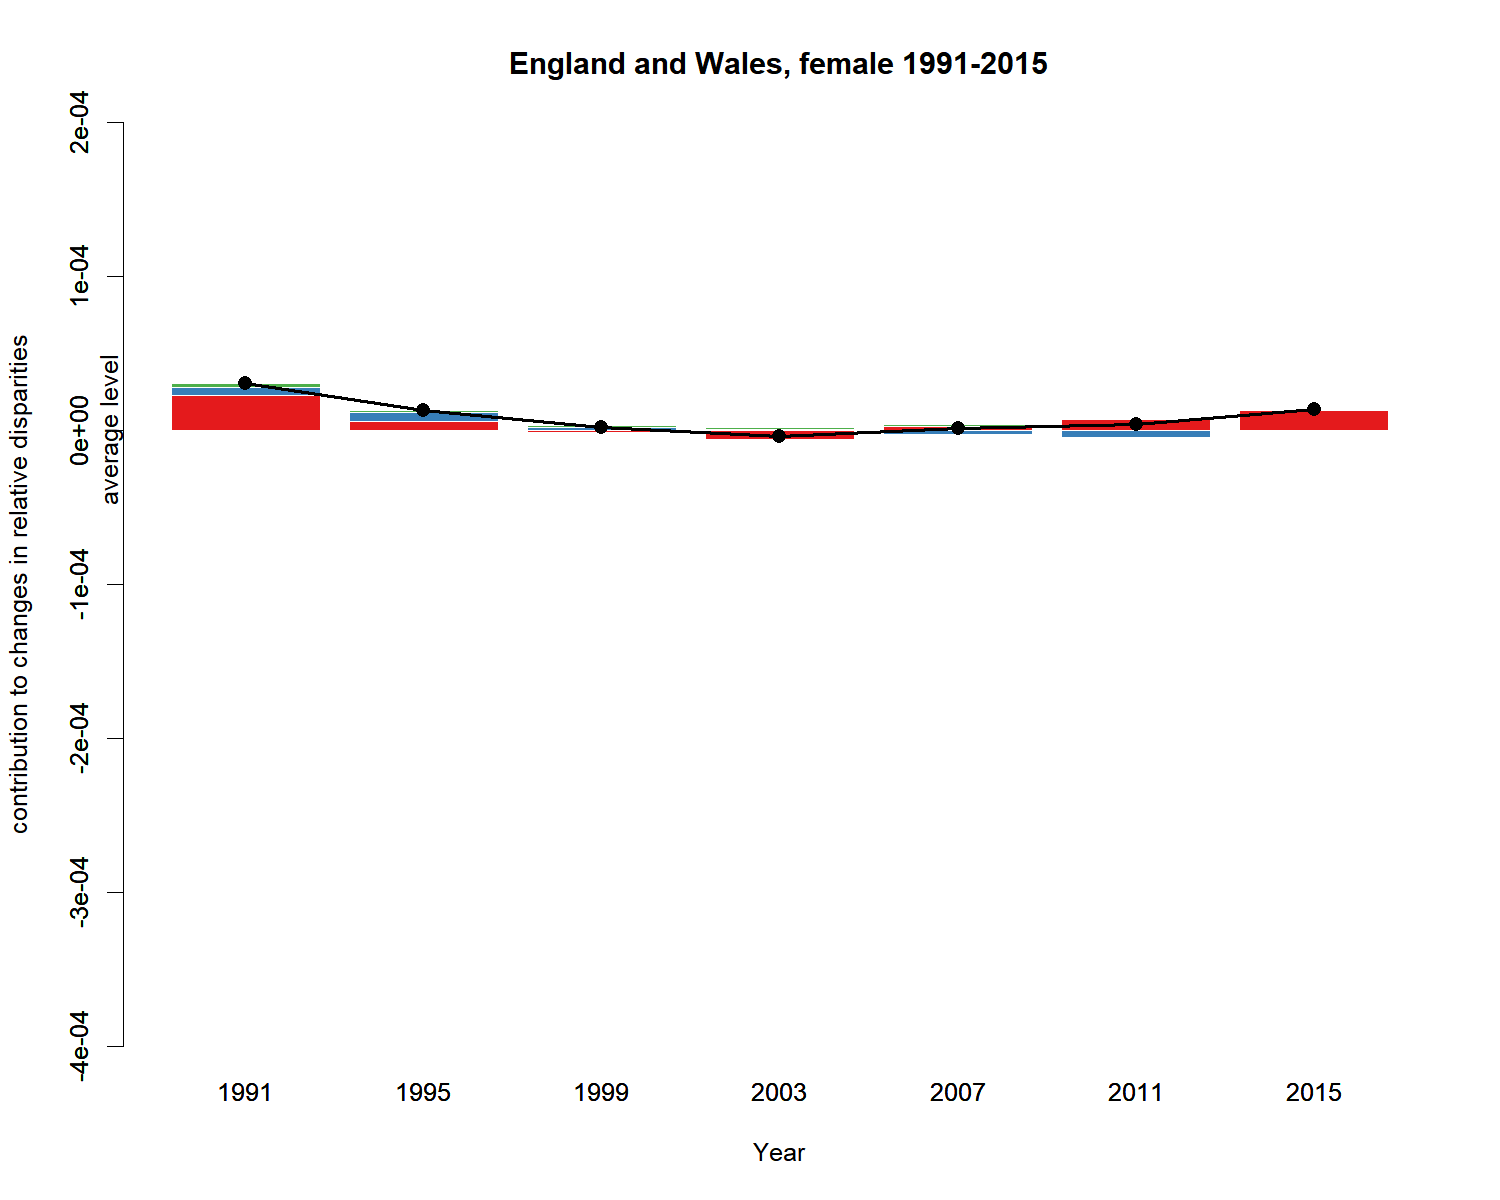 England and Wales, female 1991-2015
contribution to changes in relative disparities
average level
2e-04
1e-04
0e+00
-1e-04
-2e-04
-3e-04
-4e-04
1991
1995
1999
2003
2007
2011
2015
Year